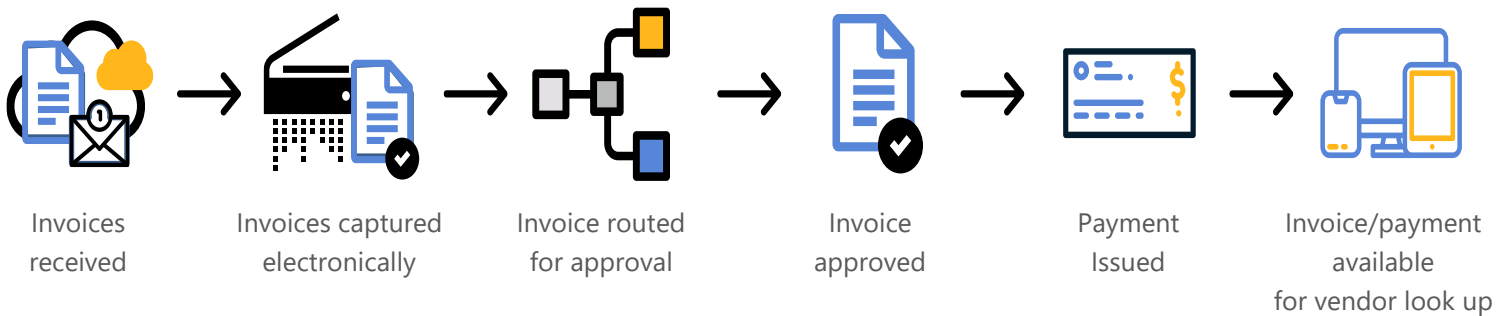 1
Invoices
received
Invoices captured
electronically
Invoice routed
for approval
Invoice
approved
$
Payment
Issued
Invoice/payment
available
for vendor look up